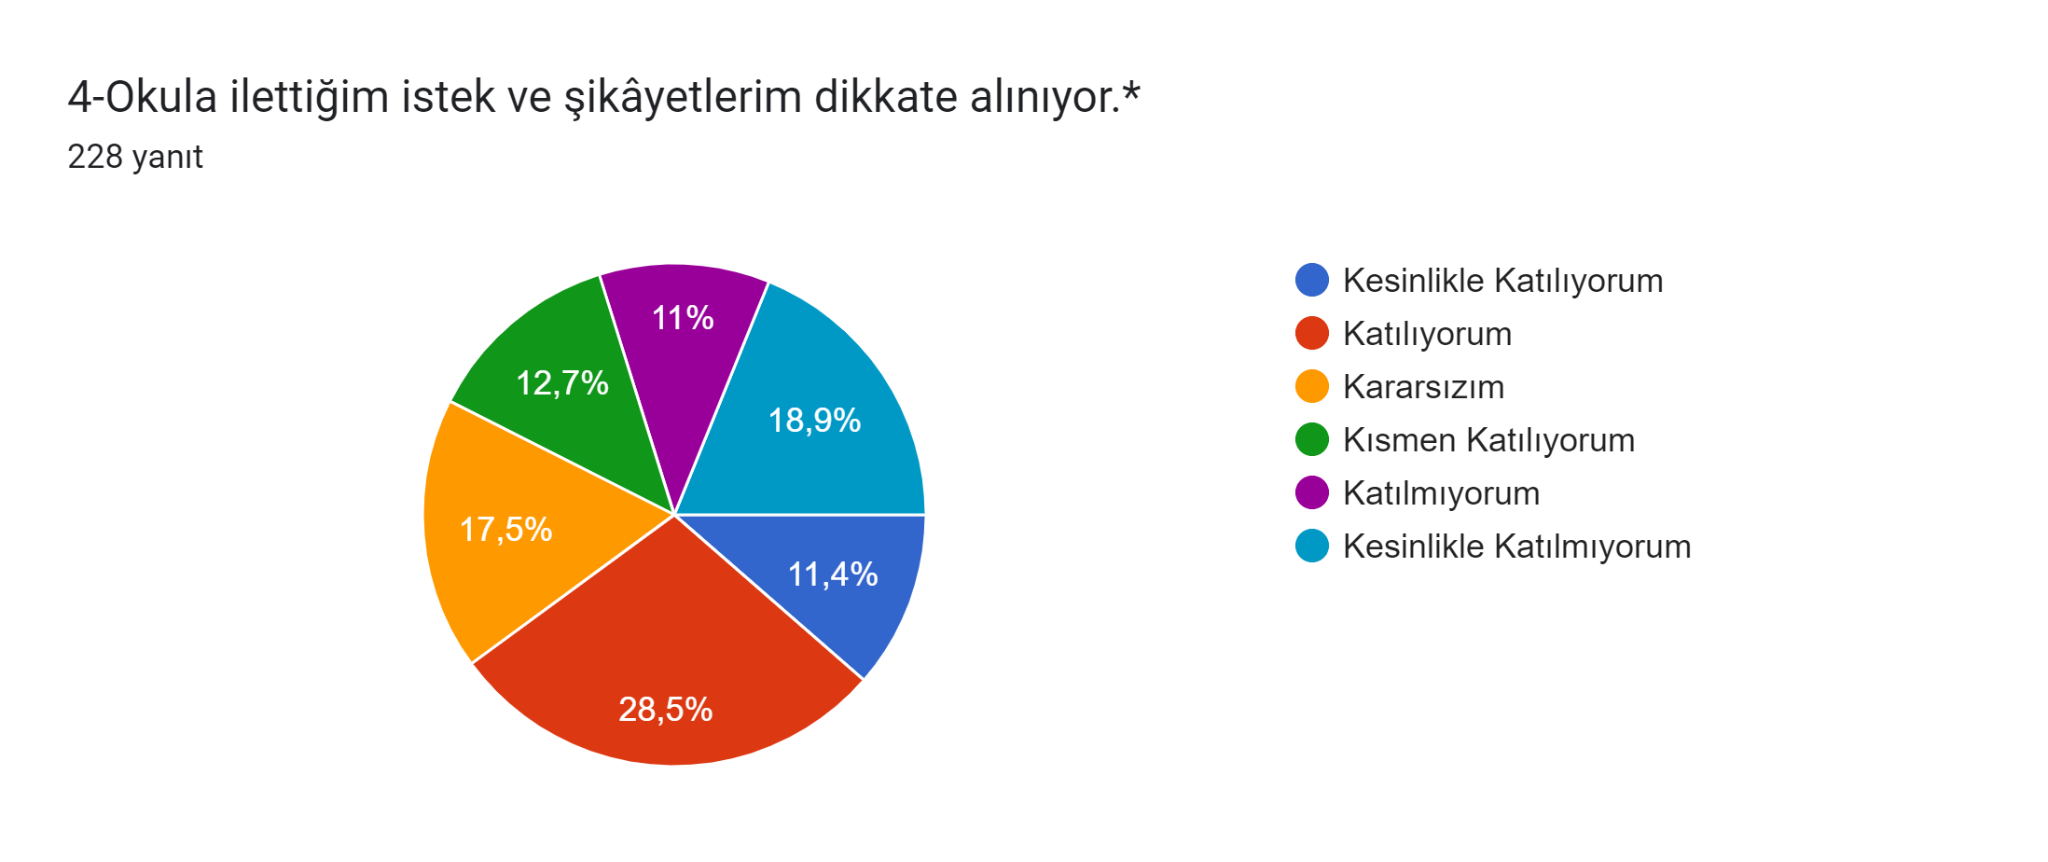 4-Okula ilettiğim istek ve şikâyetlerim dikkate alınıyor.*
228 yanıt
11%
12,7%
18,9%
17,5%
11,4%
28,5%
Kesinlikle Katılıyorum
Katılıyorum
Kararsızım
Kısmen Katılıyorum
Katılmıyorum
Kesinlikle Katılmıyorum